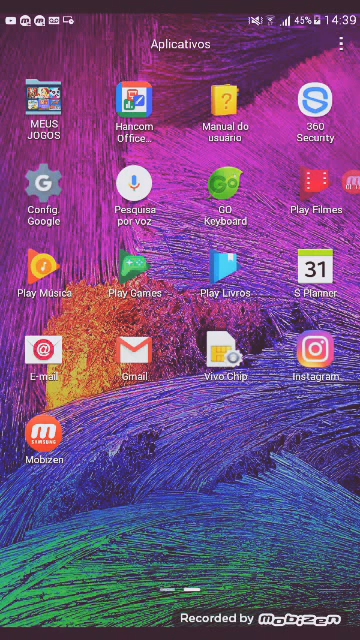 45% 14:39
Aplicativos
MEUS
JOGOS
Hancom
Office...
Manual do
usuário
360
Security
Config.
Google
Pesquisa
por voz
GO
GO
Keyboard
Play Filmes
Play Música
Play Games
Play Livros
31
S Planner
E-mail
Gmail
Vivo Chip
Instagram
SAMSUNG
Mobizen
Recorded by mobizen